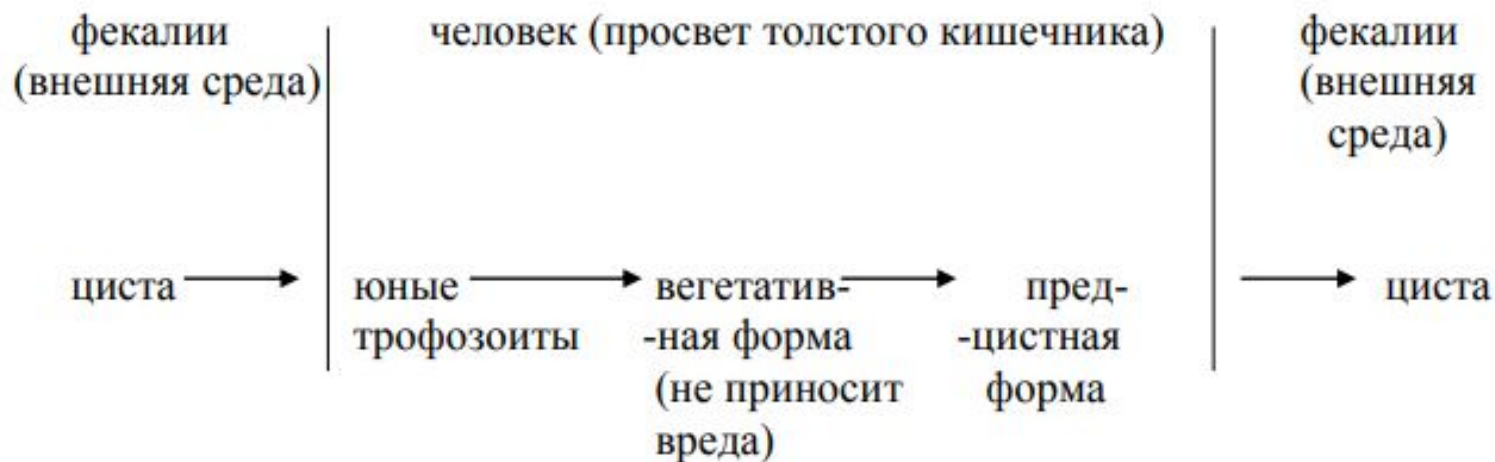 фекалии
(внешняя среда)
человек (просвет толстого кишечника)
фекалии
(внешняя
среда)
циста
юные
трофозоиты
вегетатив-
-ная форма
(не приносит
вреда)
пред-
-цистная
форма
циста